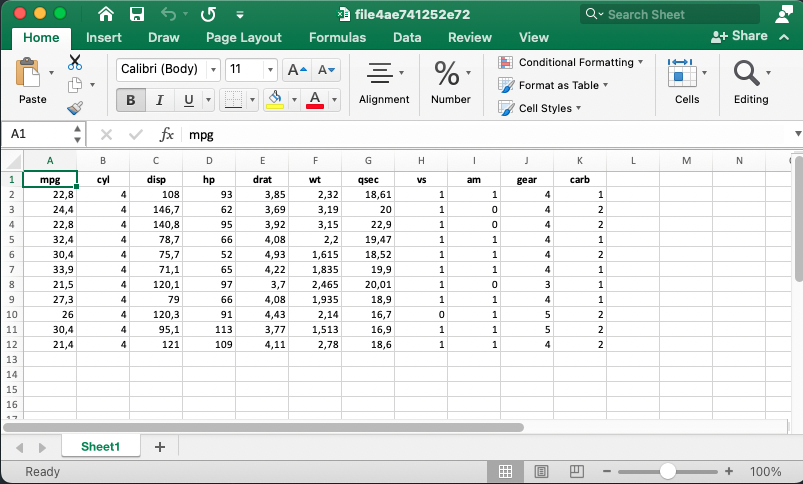 file4ae741252e72
Search Sheet
Home Insert Draw Page Layout Formulas Data Review View Share
Paste
Calibri (Body) 11
A A
B I U A
Alignment
%
Number
Conditional Formatting
Format as Table
Cell Styles
Cells
Editing
A1 fx mpg
A B C D E F G H I J K L M N
1 mpg cyl disp hp drat wt qsec vs am gear carb
2 22,8 4 108 93 3,85 2,32 18,61 1 1 4 1
3 24,4 4 146,7 62 3,69 3,19 20 1 0 4 2
4 22,8 4 140,8 95 3,92 3,15 22,9 1 0 4 2
5 32,4 4 78,7 66 4,08 2,2 19,47 1 1 4 1
6 30,4 4 75,7 52 4,93 1,615 18,52 1 1 4 2
7 33,9 4 71,1 65 4,22 1,835 19,9 1 1 4 1
8 21,5 4 120,1 97 3,7 2,465 20,01 1 0 3 1
9 27,3 4 79 66 4,08 1,935 18,9 1 1 4 1
10 26 4 120,3 91 4,43 2,14 16,7 0 1 5 2
11 30,4 4 95,1 113 3,77 1,513 16,9 1 1 5 2
12 21,4 4 121 109 4,11 2,78 18,6 1 1 4 2
13
14
15
16
17
Sheet1 +
Ready
100%